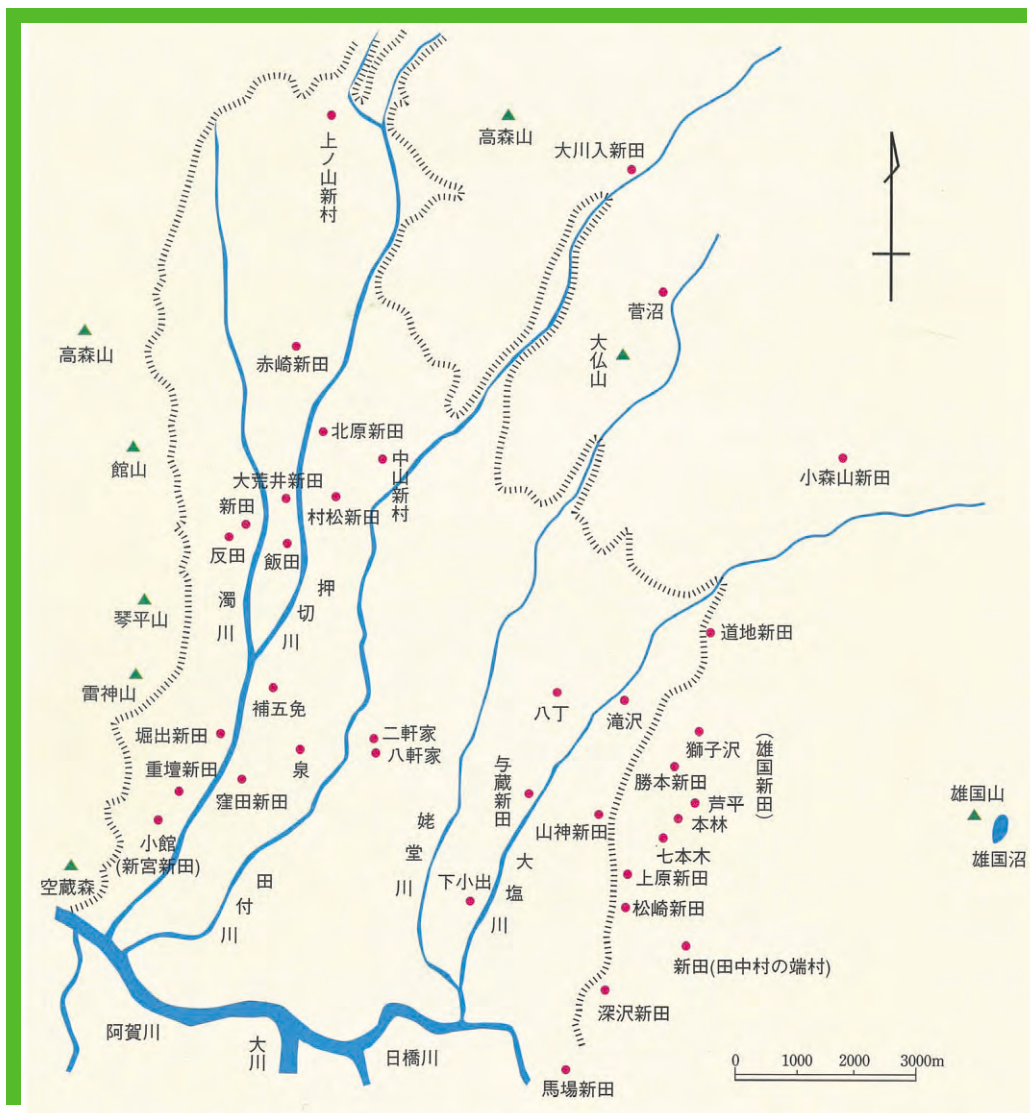 高森山
上ノ山新村
大川入新田
菅沼
大仏山
高森山
赤崎新田
北原新田
中山新村
館山
大荒井新田
新田
村松新田
小森山新田
反田
飯田
押切川
濁川
琴平山
道地新田
雷神山
補五免
八丁
滝沢
堀出新田
二軒家
八軒家
泉
獅子沢
(雄国新田)
重壇新田
窪田新田
与蔵新田
勝本新田
芦平
本林
雄国山
雄国沼
小館
(新宮新田)
山神新田
七本木
姥堂川
大塩川
上原新田
空蔵森
田付川
下小出
松崎新田
新田(田中村の端村)
深沢新田
阿賀川
大川
日橋川
馬場新田
0 1000 2000 3000m